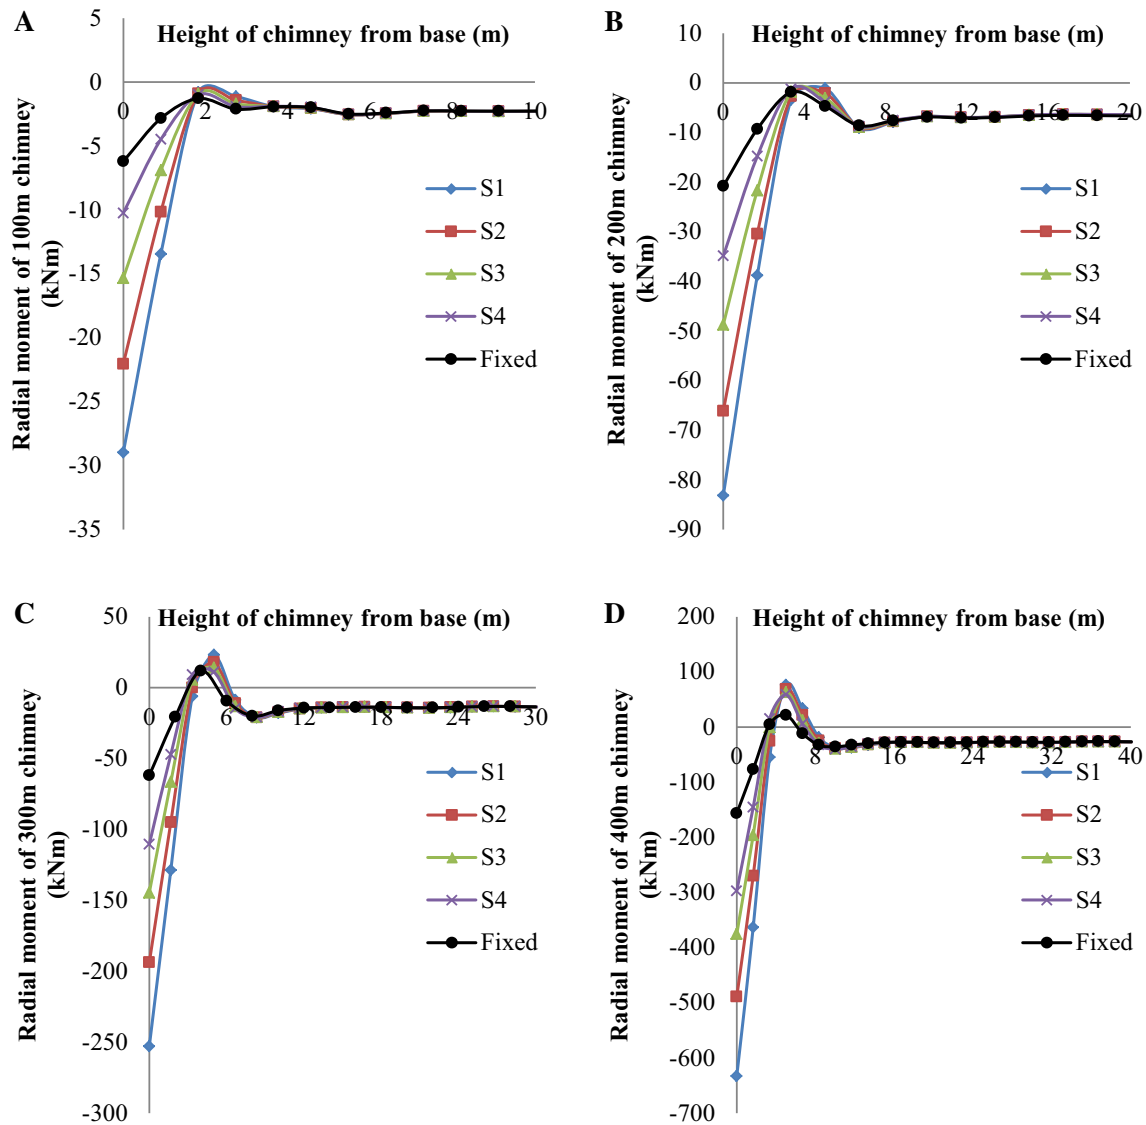 A
Height of chimney from base (m)
Radial moment of 100m chimney
(kNm)
5
0
-5
-10
-15
-20
-25
-30
-35
0 2 4 6 8 10
S1
S2
S3
S4
Fixed
B
Height of chimney from base (m)
Radial moment of 200m chimney
(kNm)
10
0
-10
-20
-30
-40
-50
-60
-70
-80
-90
0 4 8 12 16 20
S1
S2
S3
S4
Fixed
C
Height of chimney from base (m)
Radial moment of 300m chimney
(kNm)
50
0
-50
-100
-150
-200
-250
-300
0 6 12 18 24 30
S1
S2
S3
S4
Fixed
D
Height of chimney from base (m)
Radial moment of 400m chimney
(kNm)
200
100
0
-100
-200
-300
-400
-500
-600
-700
0 8 16 24 32 40
S1
S2
S3
S4
Fixed